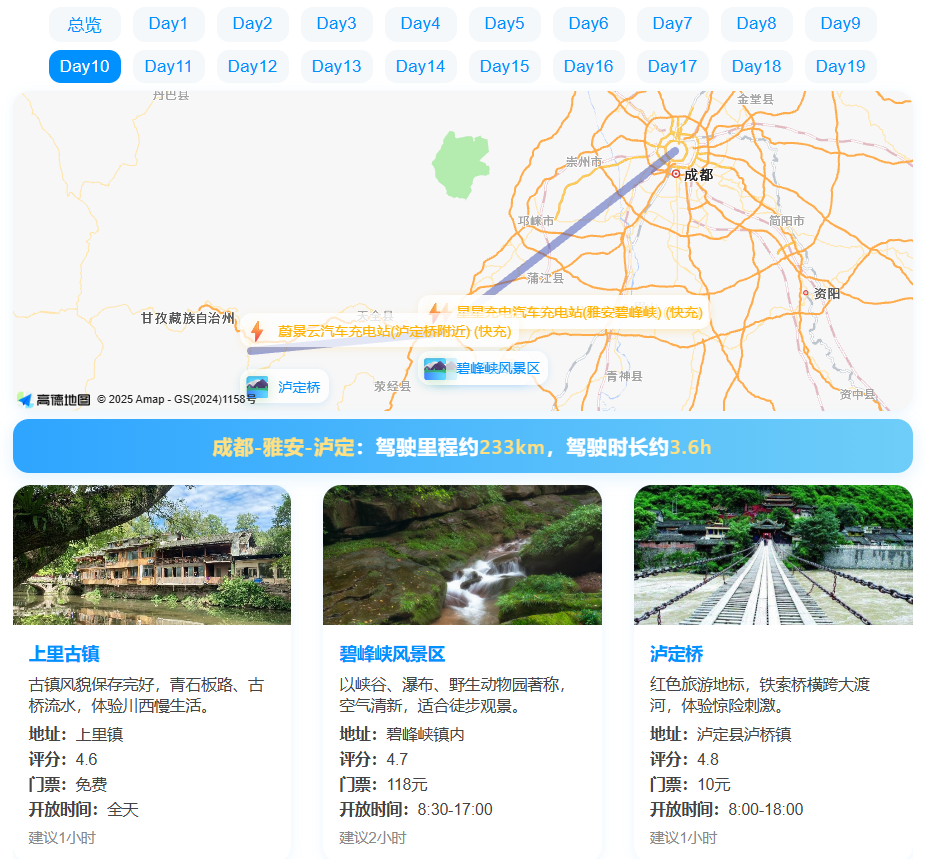 总览 Day1 Day2 Day3 Day4 Day5 Day6 Day7 Day8 Day9
Day10 Day11 Day12 Day13 Day14 Day15 Day16 Day17 Day18 Day19
丹巴县
金堂县
崇州市
成都
邛崃市
简阳市
蒲江县
资阳
甘孜藏族自治州
天全县
星星充电汽车充电站(雅安碧峰峡) (快充)
蔚景云汽车充电站(泸定桥附近) (快充)
碧峰峡风景区
泸定桥
荥经县
青神县
资中县
高德地图 © 2025 Amap - GS(2024)1158号
成都-雅安-泸定：驾驶里程约233km，驾驶时长约3.6h
上里古镇
古镇风貌保存完好，青石板路、古
桥流水，体验川西慢生活。
地址：上里镇
评分：4.6
门票：免费
开放时间：全天
建议1小时
碧峰峡风景区
以峡谷、瀑布、野生动物园著称，
空气清新，适合徒步观景。
地址：碧峰峡镇内
评分：4.7
门票：118元
开放时间：8:30-17:00
建议2小时
泸定桥
红色旅游地标，铁索桥横跨大渡
河，体验惊险刺激。
地址：泸定县泸桥镇
评分：4.8
门票：10元
开放时间：8:00-18:00
建议1小时